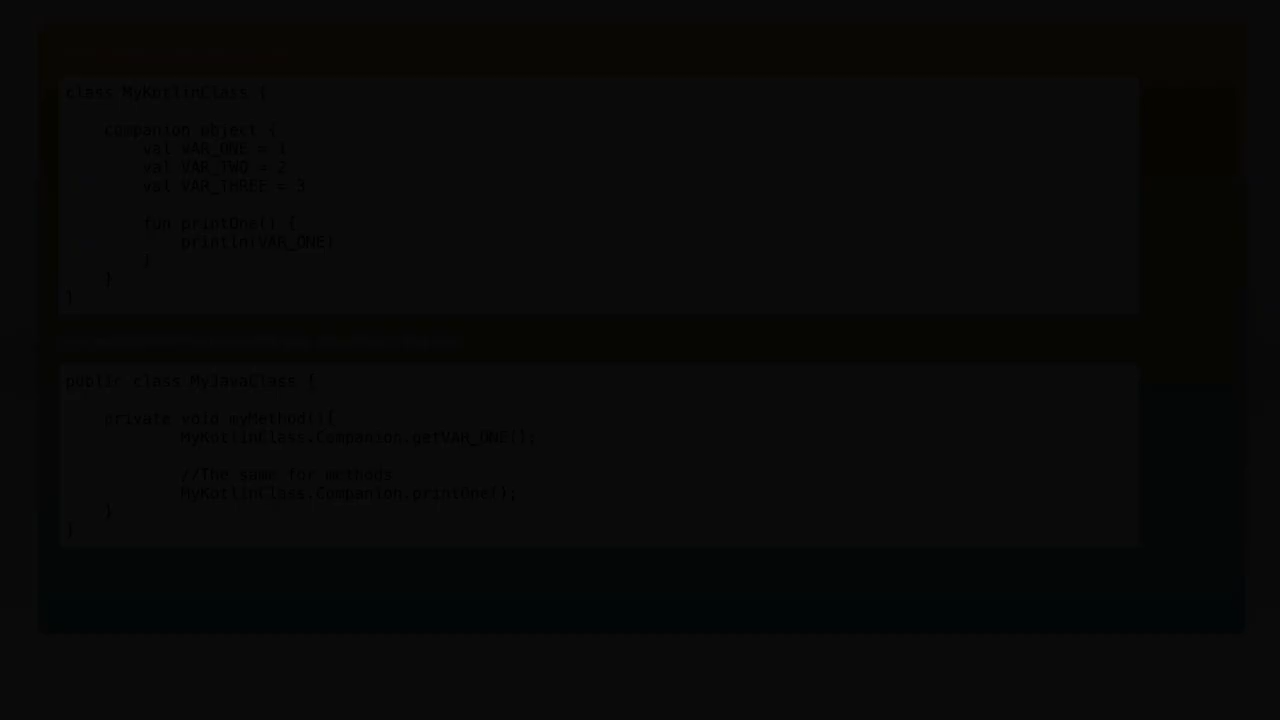 class MyKotlinClass {
    companion object {
        val VAR_ONE = 1
        val VAR_TWO = 2
        val VAR_THREE = 3
        fun printOne() {
            println(VAR_ONE)
        }
    }
}
public class MyJavaClass {
    private void myMethod(){
            MyKotlinClass.Companion.getVAR_ONE();
            //The same for methods
            MyKotlinClass.Companion.printOne();
    }
}